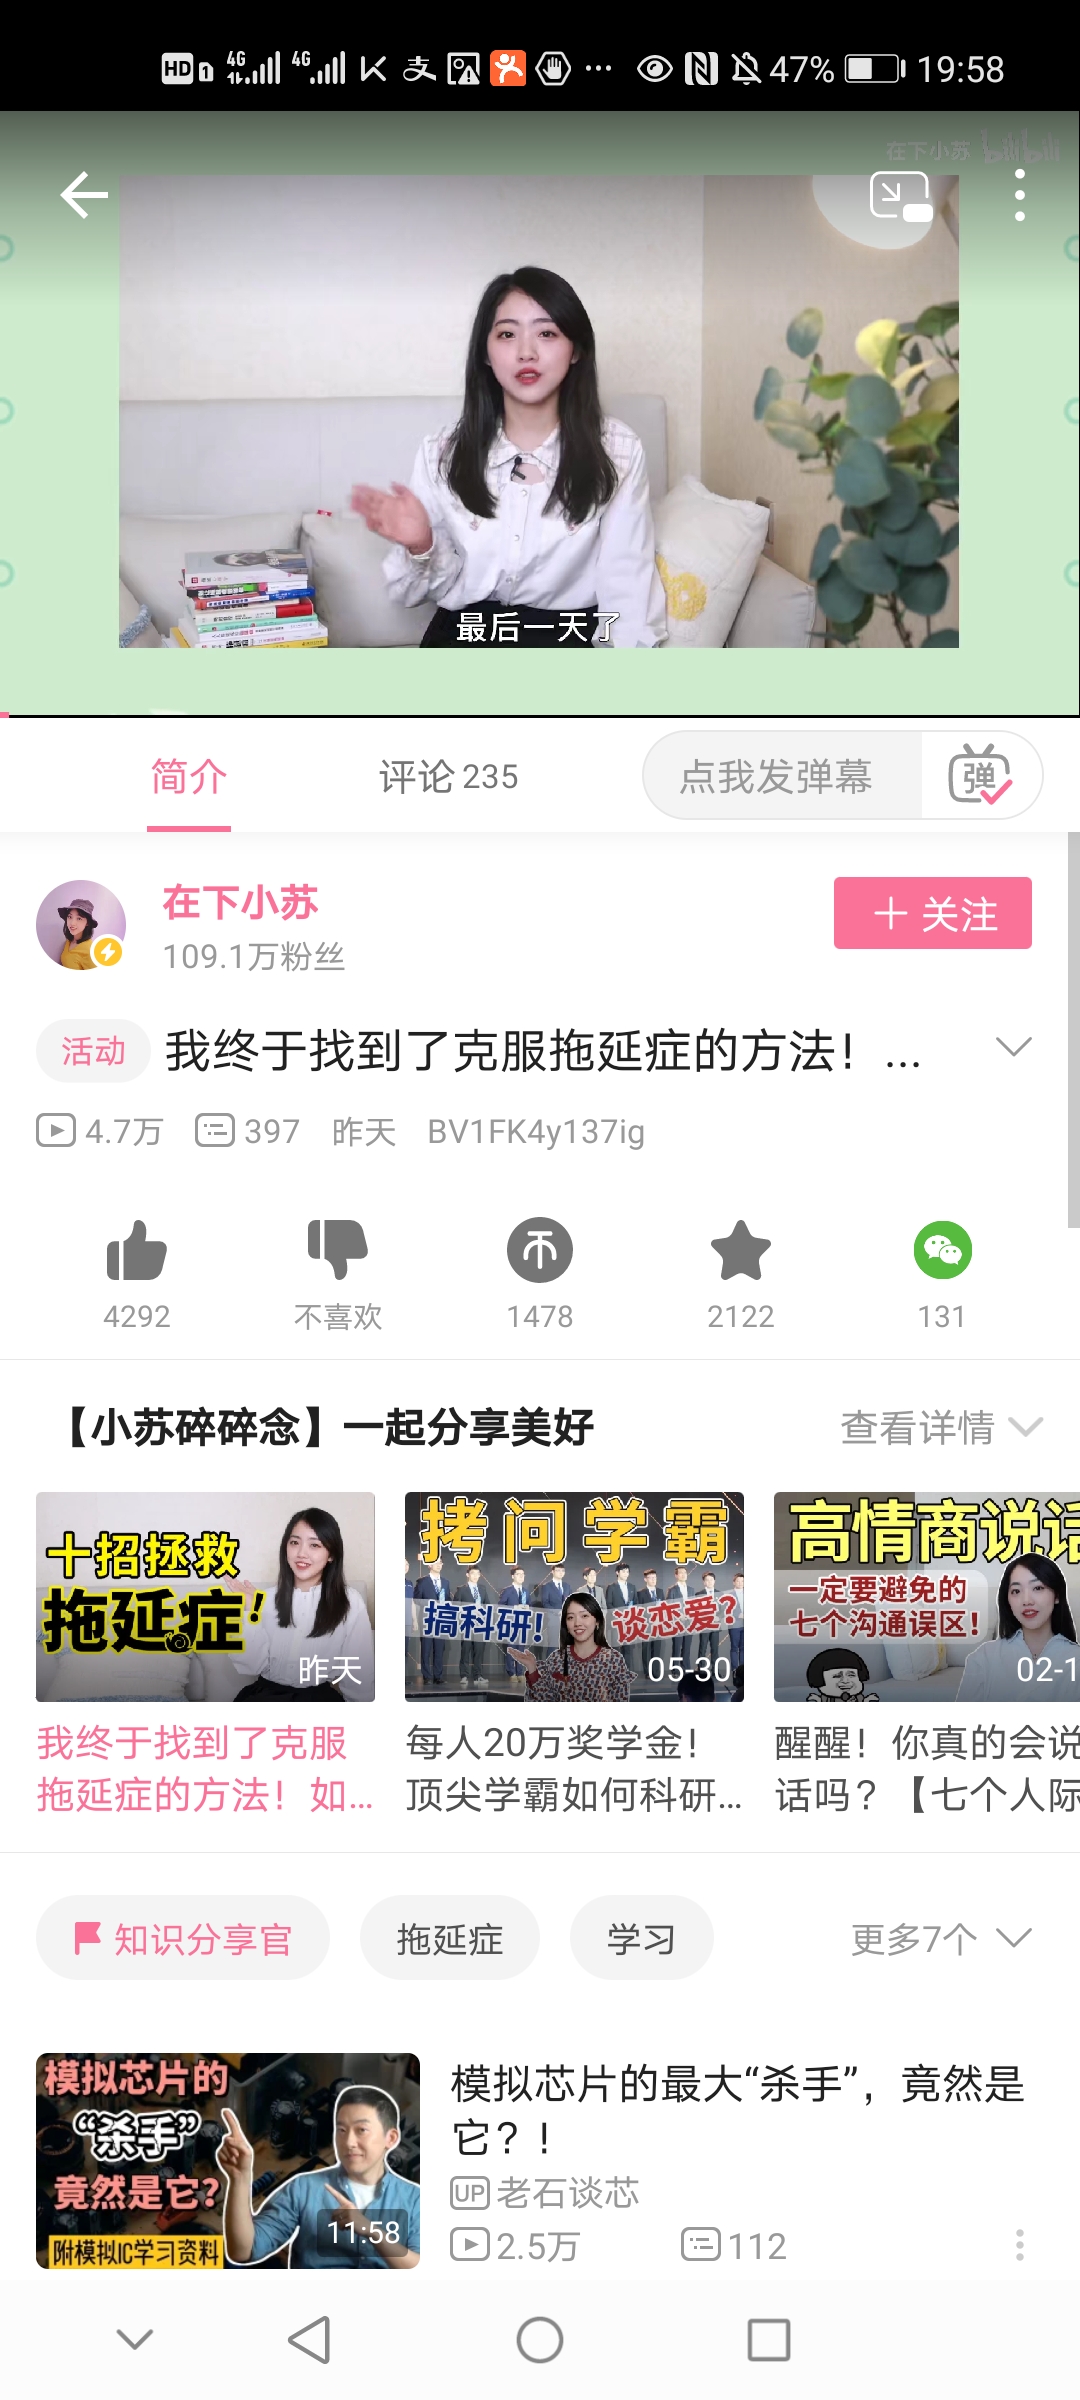 HD 1 4G 4G 支 47% 19:58
在下小苏 bilibili
最后一天了
简介 评论 235 点我发弹幕 弹
在下小苏
109.1万粉丝
关注
活动 我终于找到了克服拖延症的方法！...
4.7万 397 昨天 BV1FK4y137ig
4292 不喜欢 1478 2122 131
【小苏碎碎念】一起分享美好 查看详情
十招拯救
拖延症！
昨天
拷问学霸
搞科研！ 谈恋爱？
05-30
高情商说话
一定要避免的
七个沟通误区！
02-1
我终于找到了克服
拖延症的方法！如...
每人20万奖学金！
顶尖学霸如何科研...
醒醒！你真的会说
话吗？【七个人际
知识分享官 拖延症 学习 更多7个
模拟芯片的
“杀手”
竟然是它？
附模拟IC学习资料
11:58
模拟芯片的最大“杀手”，竟然是
它？！
UP 老石谈芯
2.5万 112